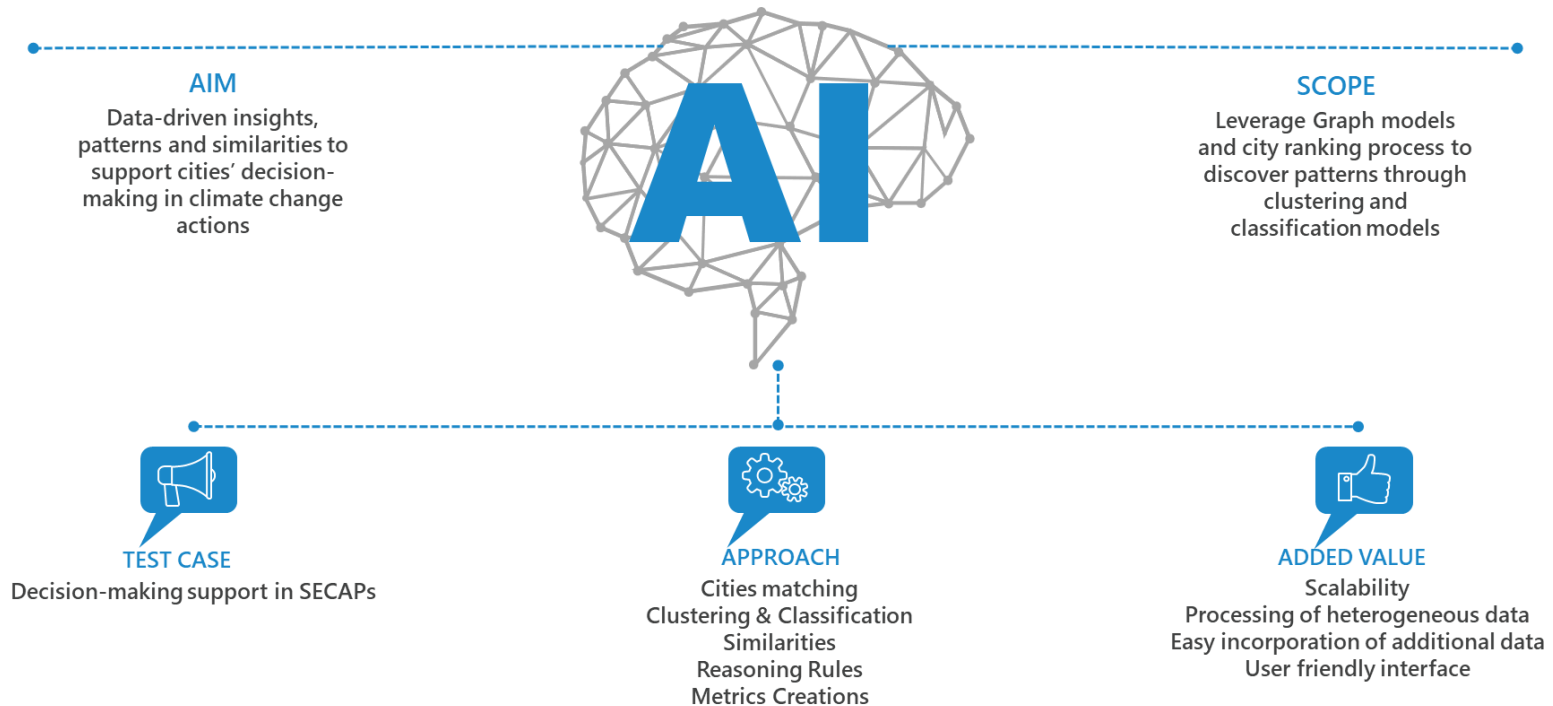 AI
AIM
Data-driven insights,
patterns and similarities to
support cities’ decision-
making in climate change
actions
SCOPE
Leverage Graph models
and city ranking process to
discover patterns through
clustering and
classification models
TEST CASE
Decision-making support in SECAPs
APPROACH
Cities matching
Clustering & Classification
Similarities
Reasoning Rules
Metrics Creations
ADDED VALUE
Scalability
Processing of heterogeneous data
Easy incorporation of additional data
User friendly interface